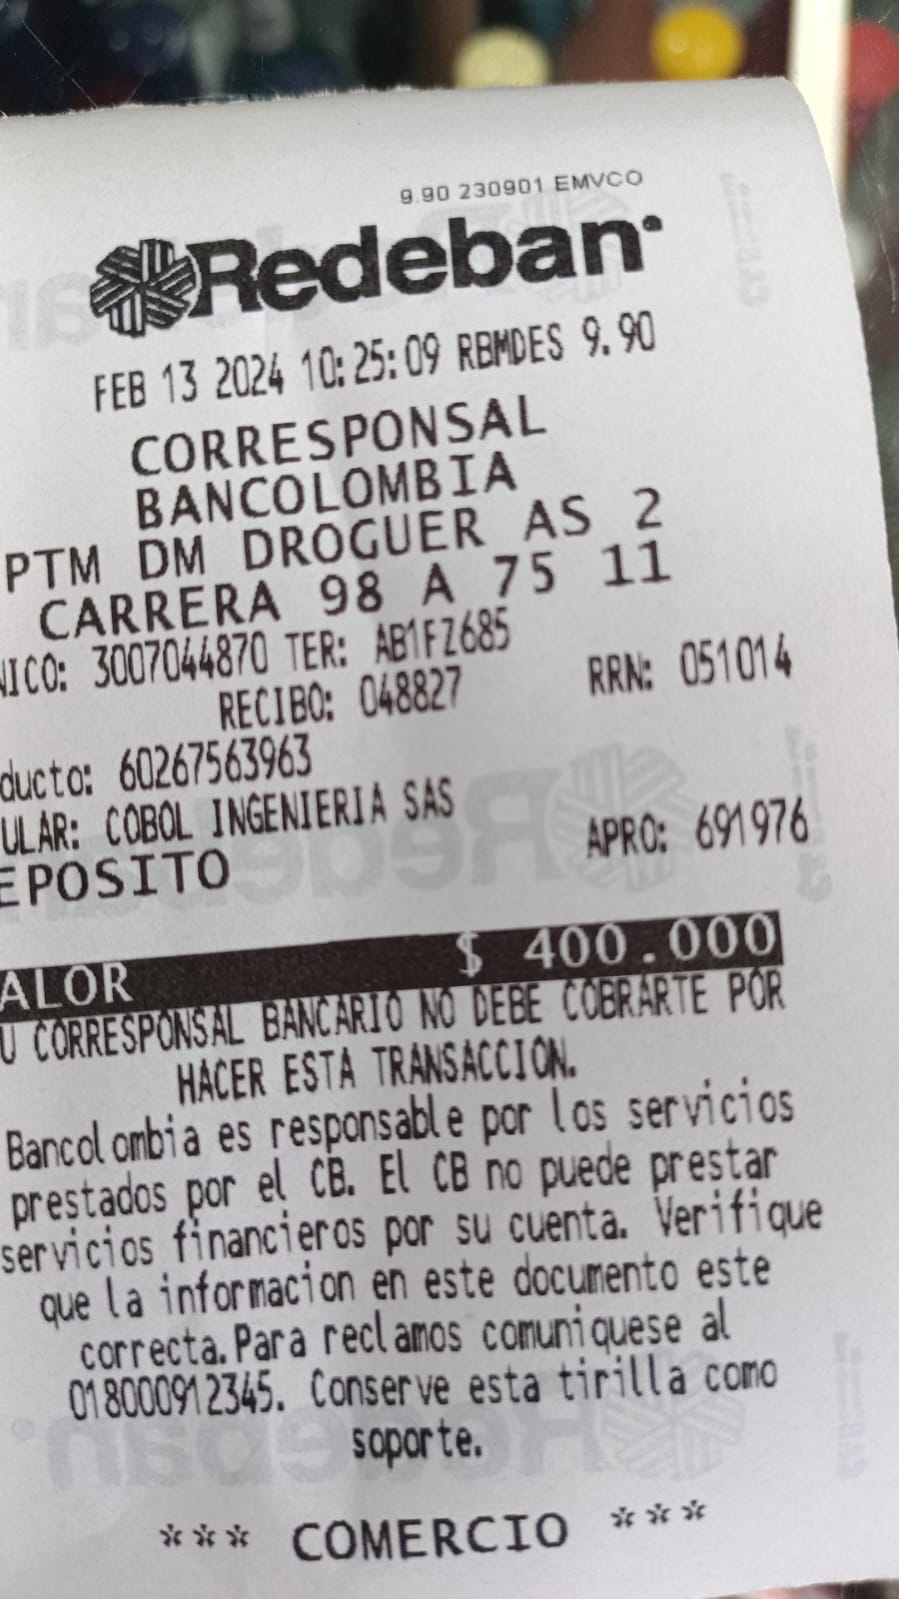 9.90 230901 EMVCO
Redeban
FEB 13 2024 10:25:09 RBMDES 9.90
CORRESPONSAL
BANCOLOMBIA
PTM DM DROGUER AS 2
CARRERA 98 A 75 11
NICO: 3007044870 TER: AB1FZ685
RECIBO: 048827 RRN: 051014
ducto: 60267563963
ULAR: COBOL INGENIERIA SAS
EPOSITO APRO: 691976
ALOR $ 400.000
U CORRESPONSAL BANCARIO NO DEBE COBRARTE POR
HACER ESTA TRANSACCION.
Bancolombia es responsable por los servicios
prestados por el CB. El CB no puede prestar
servicios financieros por su cuenta. Verifique
que la informacion en este documento este
correcta.Para reclamos comuniquese al
018000912345. Conserve esta tirilla como
soporte.
*** COMERCIO ***